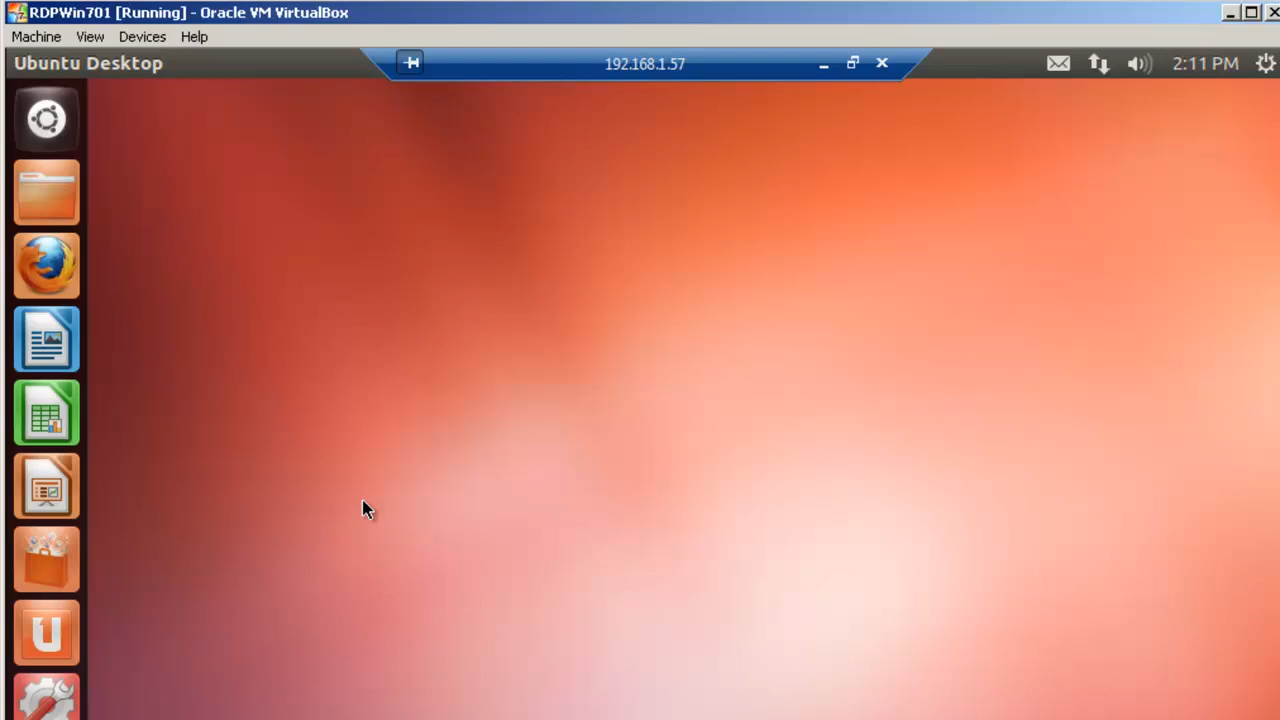 RDPWin701 [Running] - Oracle VM VirtualBox
Machine View Devices Help
Ubuntu Desktop 192.168.1.57 2:11 PM